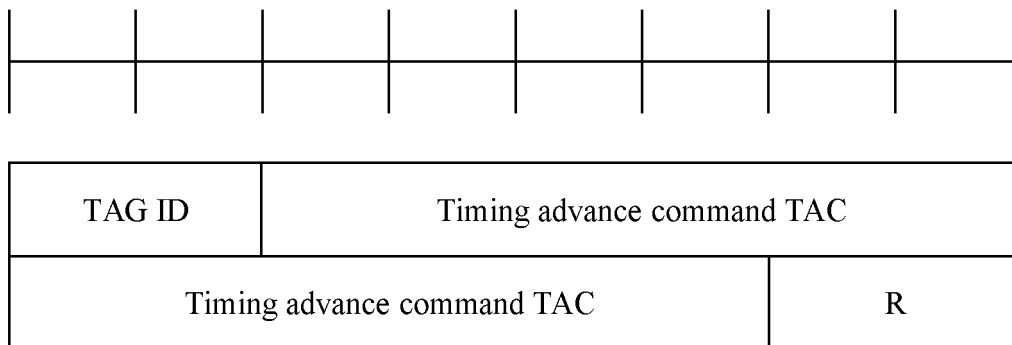 TAG ID Timing advance command TAC
Timing advance command TAC R